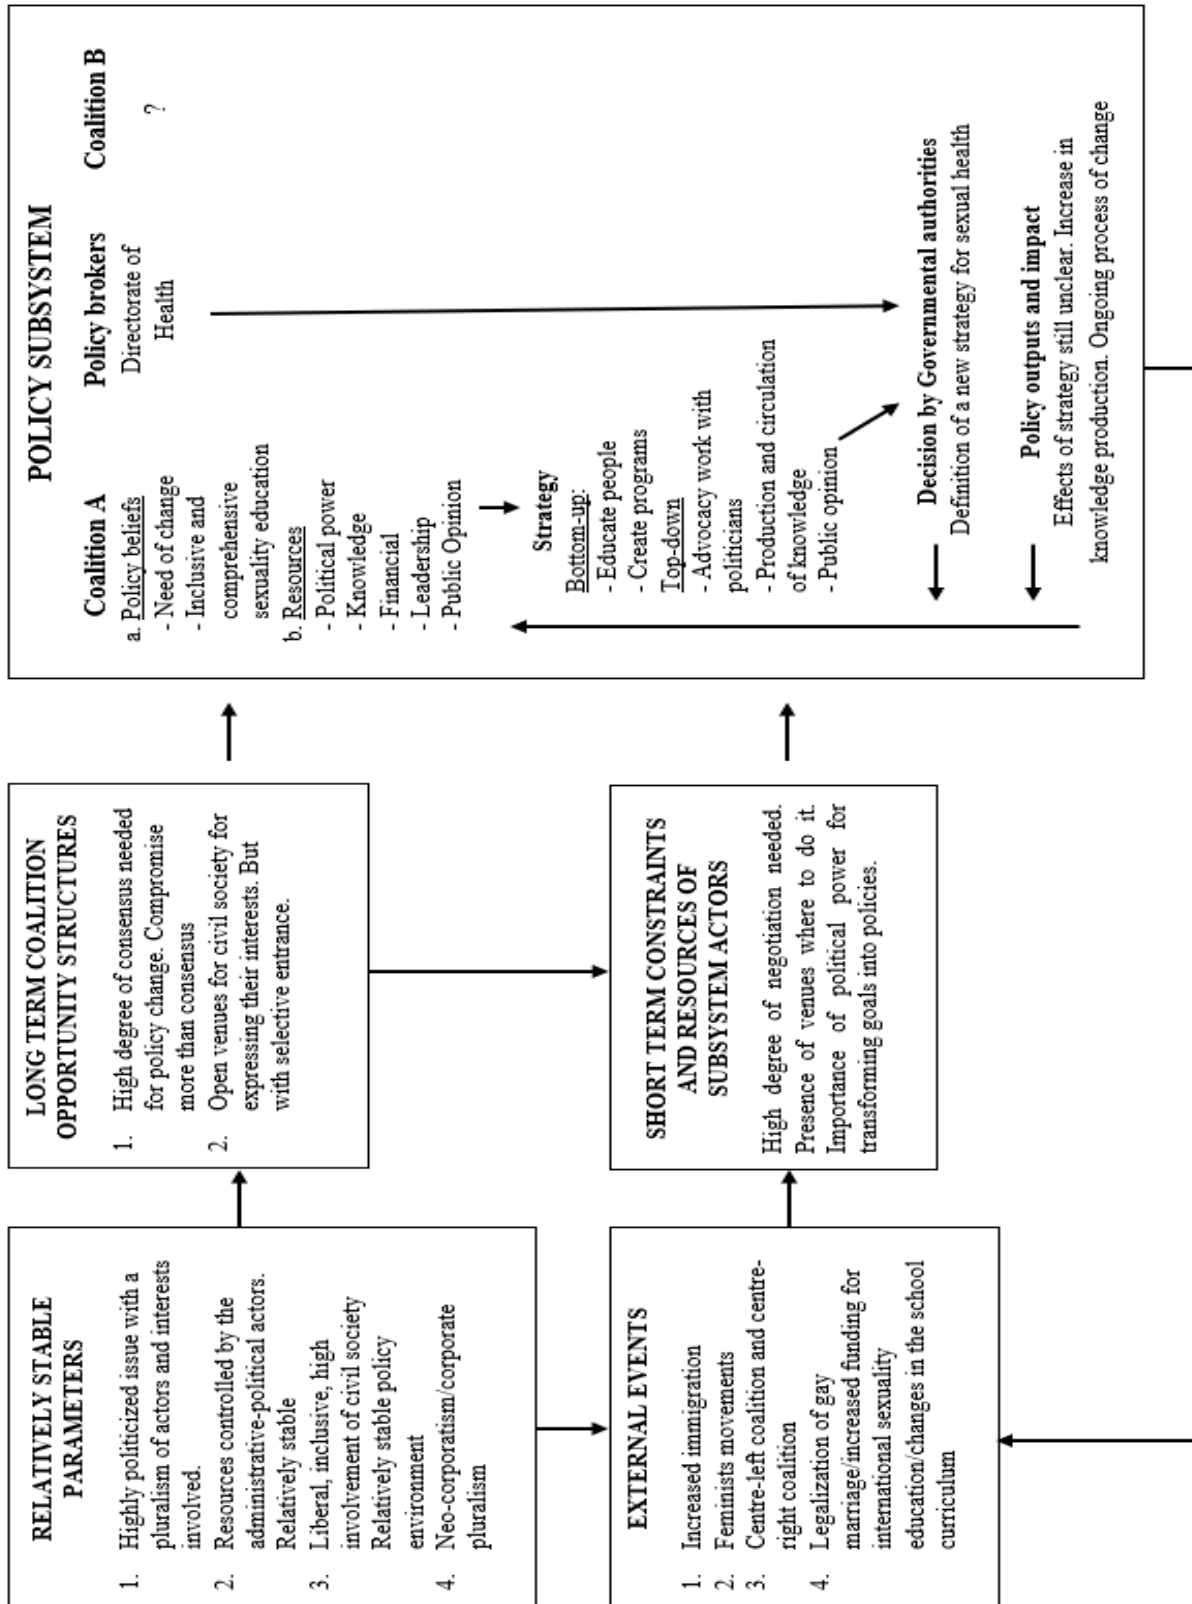 RELATIVELY STABLE
PARAMETERS
1. Highly politicized issue with a
pluralism of actors and interests
involved.
2. Resources controlled by the
administrative-political actors.
Relatively stable
3. Liberal, inclusive, high
involvement of civil society
Relatively stable policy
environment
4. Neo-corporatism/corporate
pluralism
LONG TERM COALITION
OPPORTUNITY STRUCTURES
1. High degree of consensus needed
for policy change. Compromise
more than consensus
2. Open venues for civil society for
expressing their interests. But
with selective entrance.
EXTERNAL EVENTS
1. Increased immigration
2. Feminists movements
3. Centre-left coalition and centre-
right coalition
4. Legalization of gay
marriage/increased funding for
international sexuality
education/changes in the school
curriculum
SHORT TERM CONSTRAINTS
AND RESOURCES OF
SUBSYSTEM ACTORS
High degree of negotiation needed.
Presence of venues where to do it.
Importance of political power for
transforming goals into policies.
POLICY SUBSYSTEM
Coalition A
a. Policy beliefs
- Need of change
- Inclusive and
comprehensive
sexuality education
b. Resources
- Political power
- Knowledge
- Financial
- Leadership
- Public Opinion
Policy brokers
Directorate of
Health
Coalition B
?
Strategy
Bottom-up:
- Educate people
- Create programs
Top-down
- Advocacy work with
politicians
- Production and circulation
of knowledge
- Public opinion
Decision by Governmental authorities
Definition of a new strategy for sexual health
Policy outputs and impact
Effects of strategy still unclear. Increase in
knowledge production. Ongoing process of change